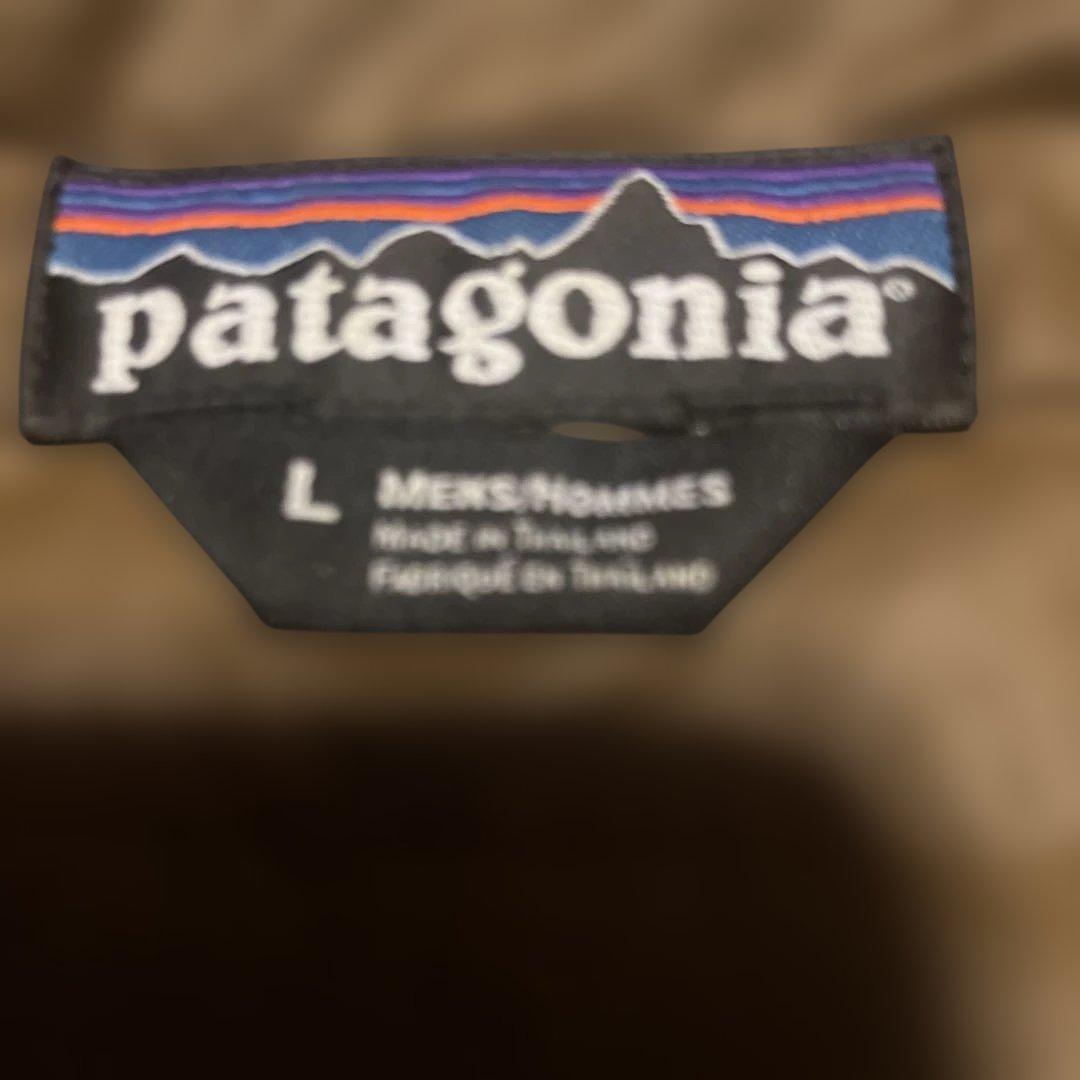 patagonia®
L MENS/HOMMES
MADE IN THAILAND
FABRIQUÉ EN THAILAND